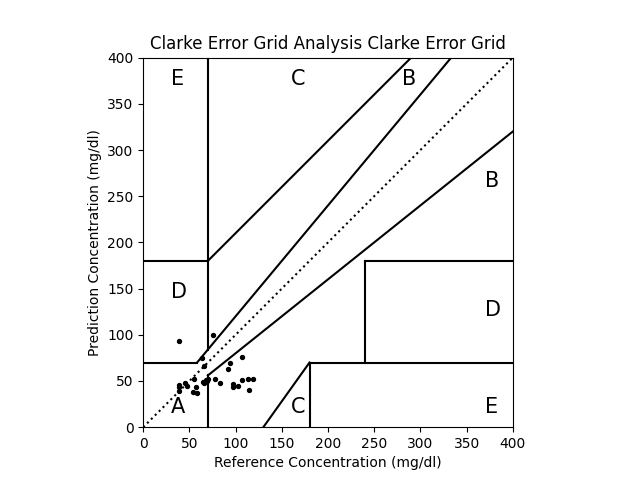 Clarke Error Grid Analysis Clarke Error Grid
400
350
300
250
200
150
100
50
0
Prediction Concentration (mg/dl)
E
C
B
B
D
D
A
C
E
0 50 100 150 200 250 300 350 400
Reference Concentration (mg/dl)